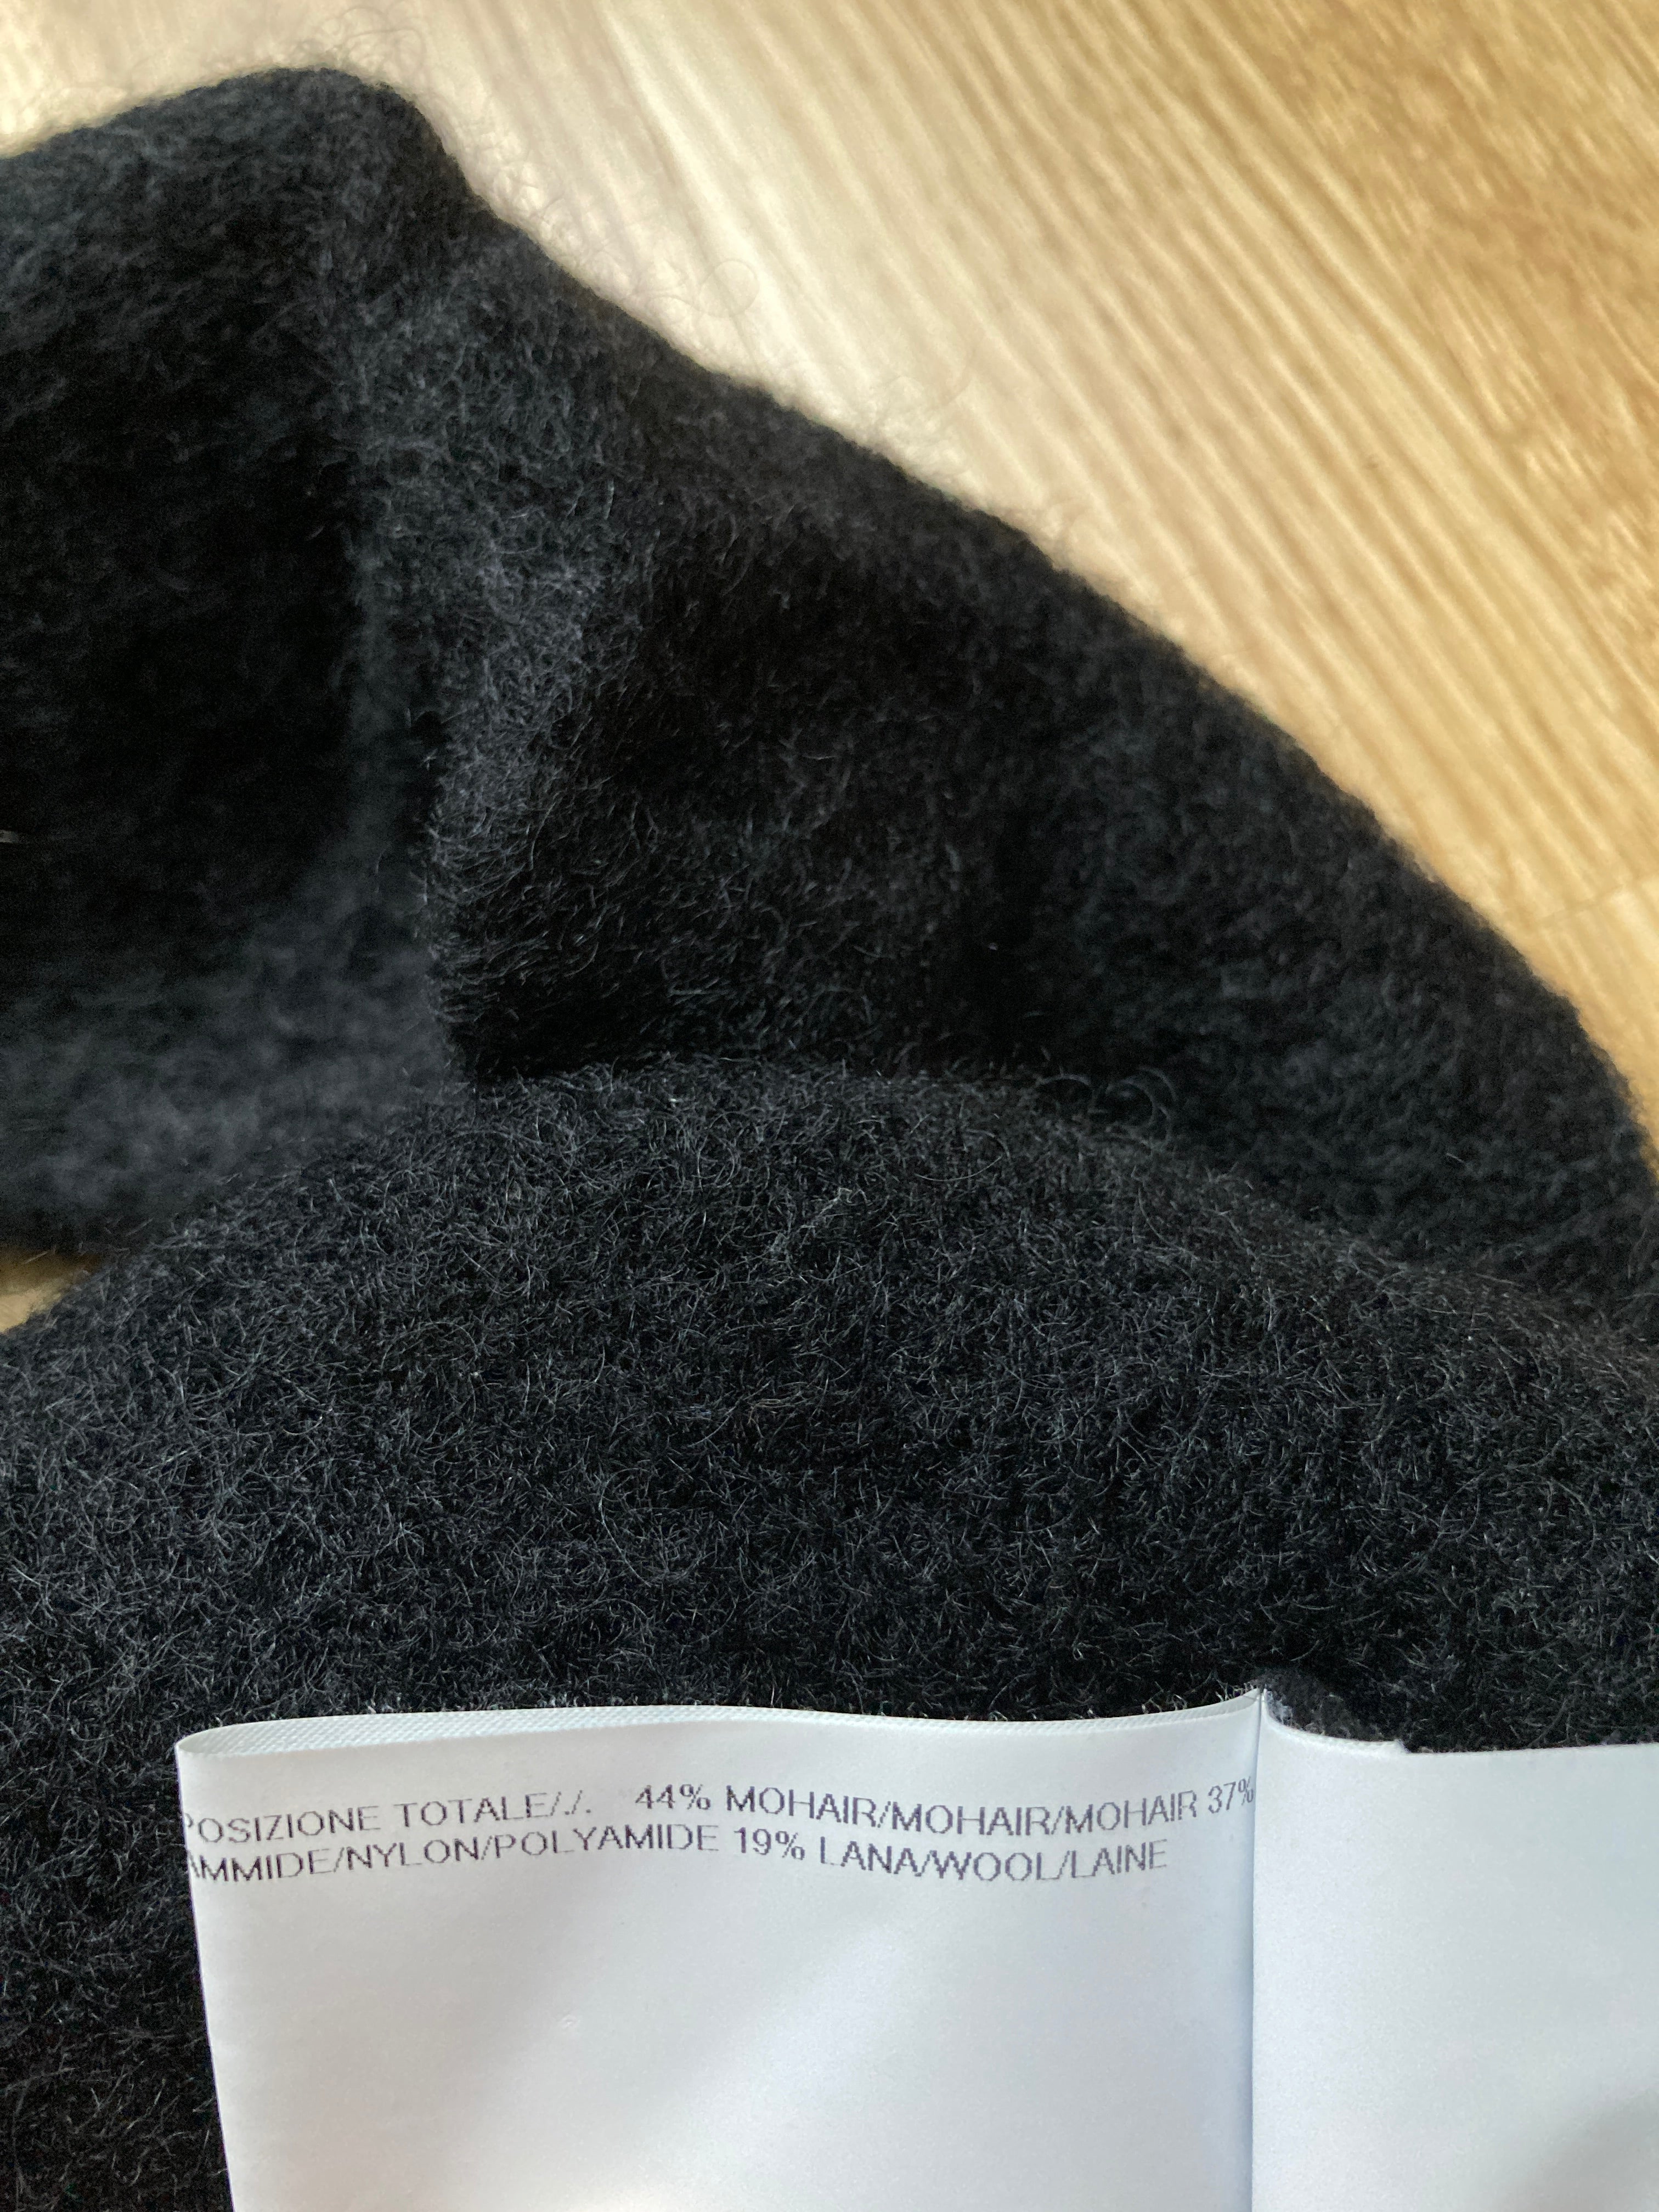 POSIZIONE TOTALE/./. 44% MOHAIR/MOHAIR/MOHAIR 37%
AMMIDE/NYLON/POLYAMIDE 19% LANA/WOOL/LAINE